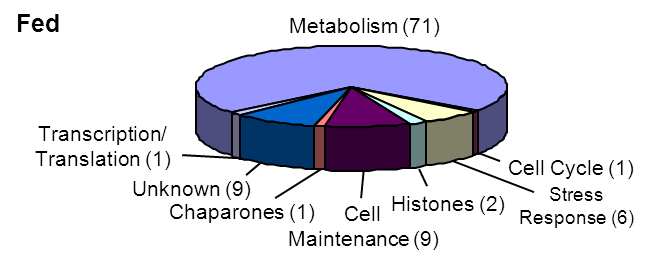 Fed
Metabolism (71)
Transcription/
Translation (1)
Unknown (9)
Chaparones (1)
Cell
Maintenance (9)
Histones (2)
Cell Cycle (1)
Stress
Response (6)